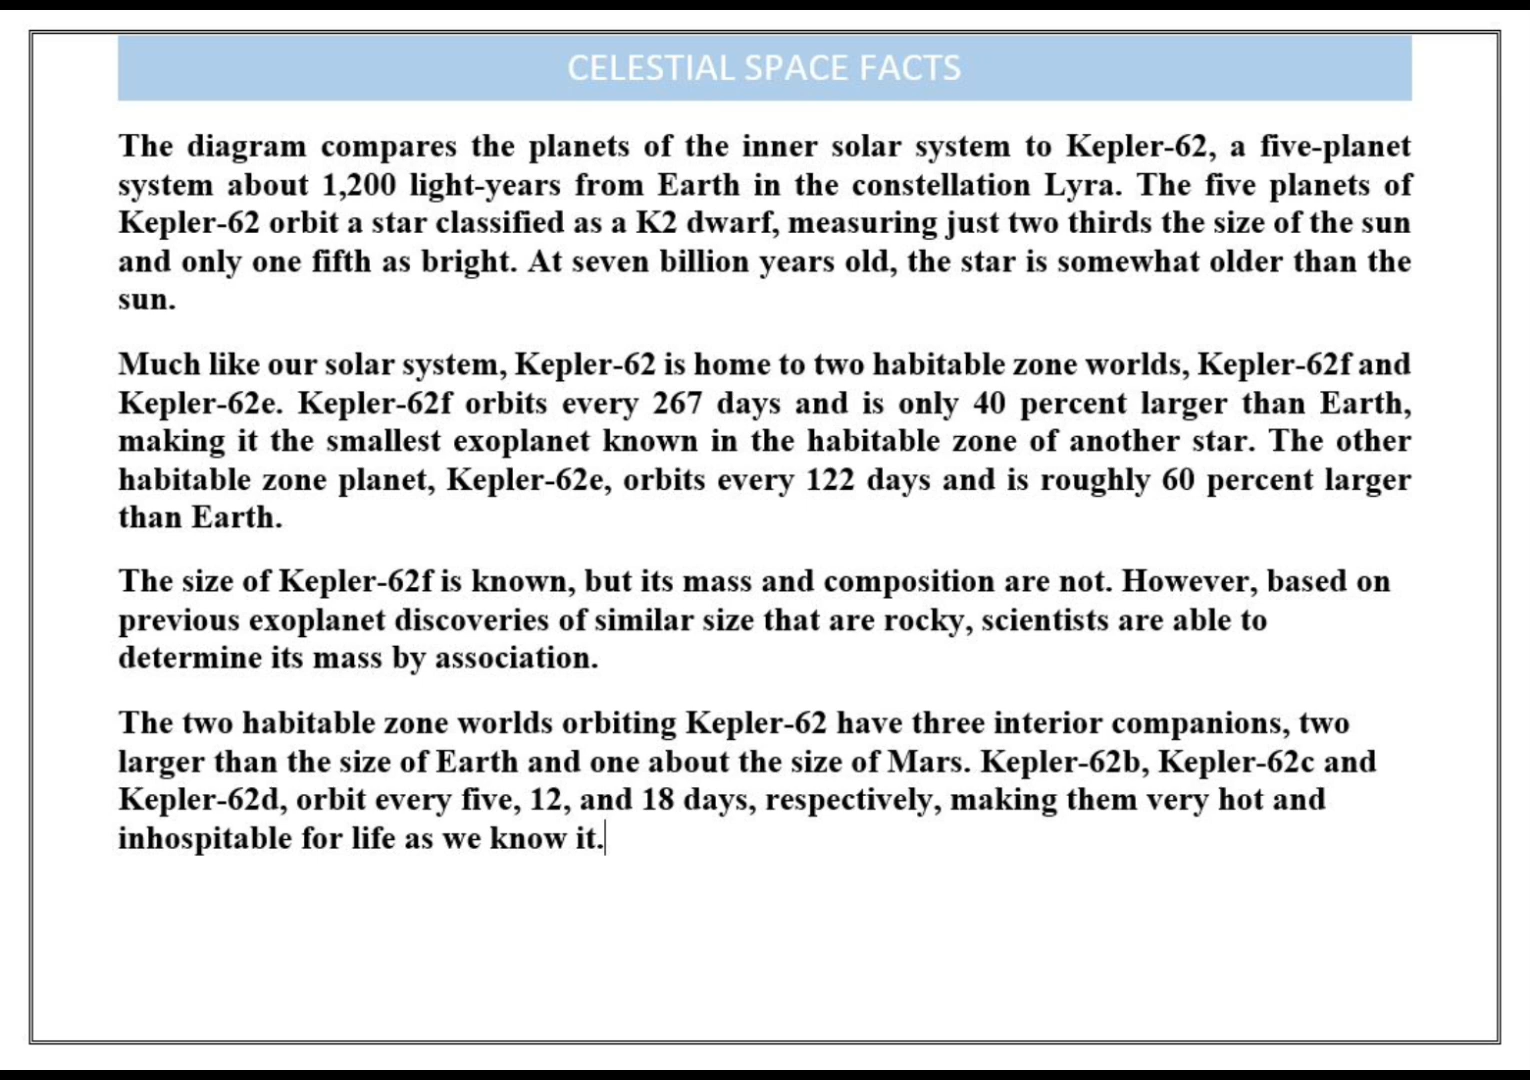 CELESTIAL SPACE FACTS
The diagram compares the planets of the inner solar system to Kepler-62, a five-planet
system about 1,200 light-years from Earth in the constellation Lyra. The five planets of
Kepler-62 orbit a star classified as a K2 dwarf, measuring just two thirds the size of the sun
and only one fifth as bright. At seven billion years old, the star is somewhat older than the
sun.
Much like our solar system, Kepler-62 is home to two habitable zone worlds, Kepler-62f and
Kepler-62e. Kepler-62f orbits every 267 days and is only 40 percent larger than Earth,
making it the smallest exoplanet known in the habitable zone of another star. The other
habitable zone planet, Kepler-62e, orbits every 122 days and is roughly 60 percent larger
than Earth.
The size of Kepler-62f is known, but its mass and composition are not. However, based on
previous exoplanet discoveries of similar size that are rocky, scientists are able to
determine its mass by association.
The two habitable zone worlds orbiting Kepler-62 have three interior companions, two
larger than the size of Earth and one about the size of Mars. Kepler-62b, Kepler-62c and
Kepler-62d, orbit every five, 12, and 18 days, respectively, making them very hot and
inhospitable for life as we know it.